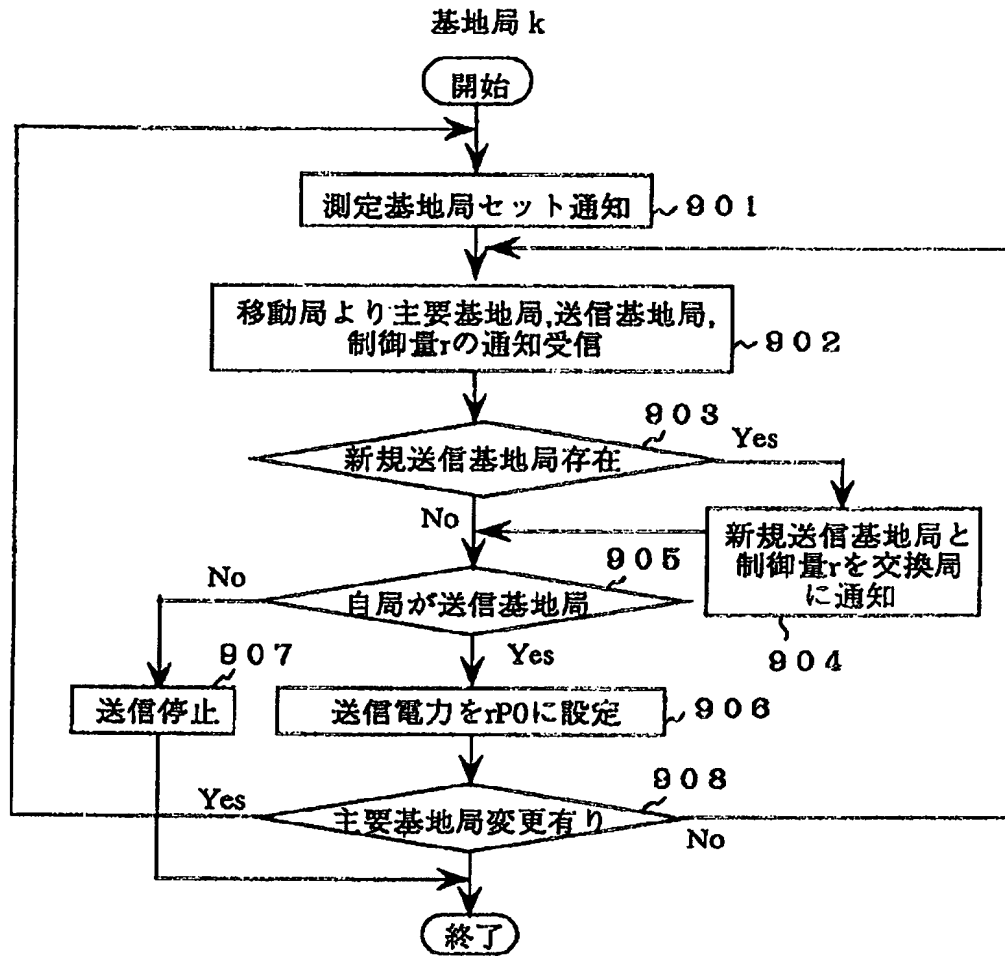 基地局 k
開始
測定基地局セット通知
901
移動局より主要基地局,送信基地局,
制御量rの通知受信
902
903
新規送信基地局存在
Yes
No
新規送信基地局と
制御量rを交換局
に通知
904
905
No
自局が送信基地局
Yes
907
送信停止
送信電力をrP0に設定
906
908
Yes
主要基地局変更有り
No
終了